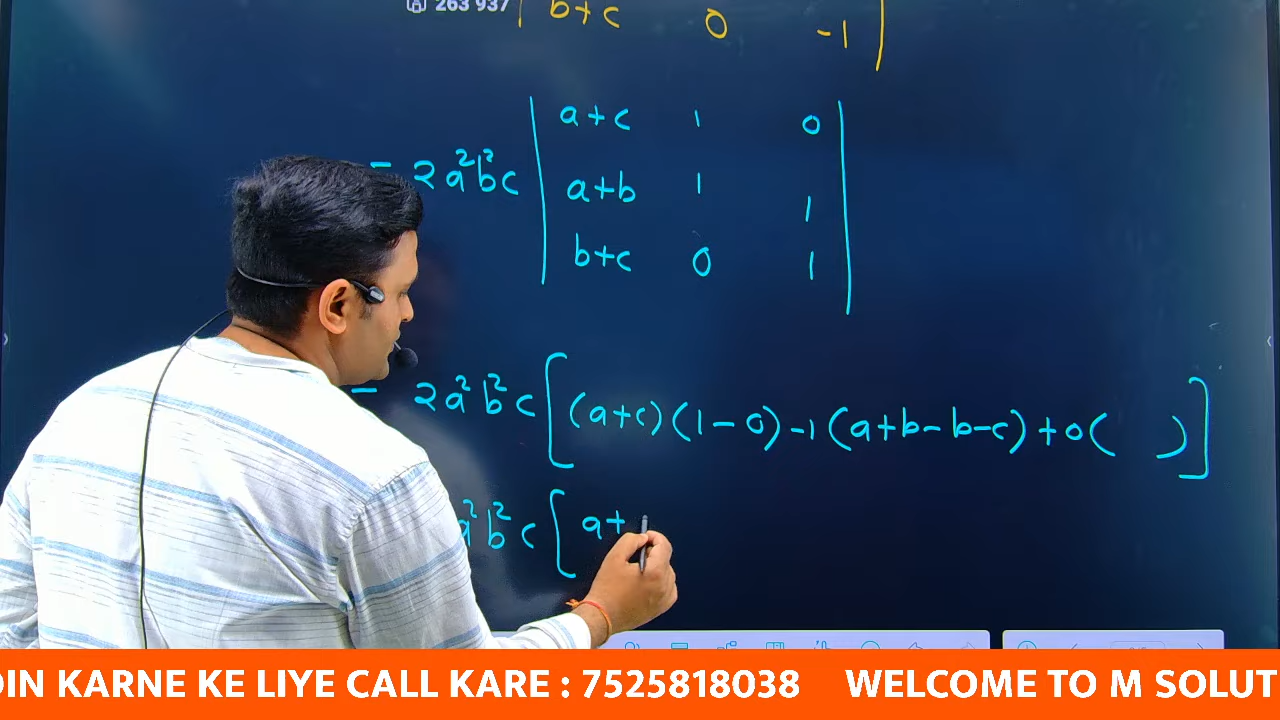 263 937
b+c 0 -1
a+c 1 0
= 2a²b²c a+b 1 1
b+c 0 1
= 2a²b²c [(a+c)(1-0)-1(a+b-b-c)+0( )]
a²b²c [a+
OIN KARNE KE LIYE CALL KARE : 7525818038 WELCOME TO M SOLUT